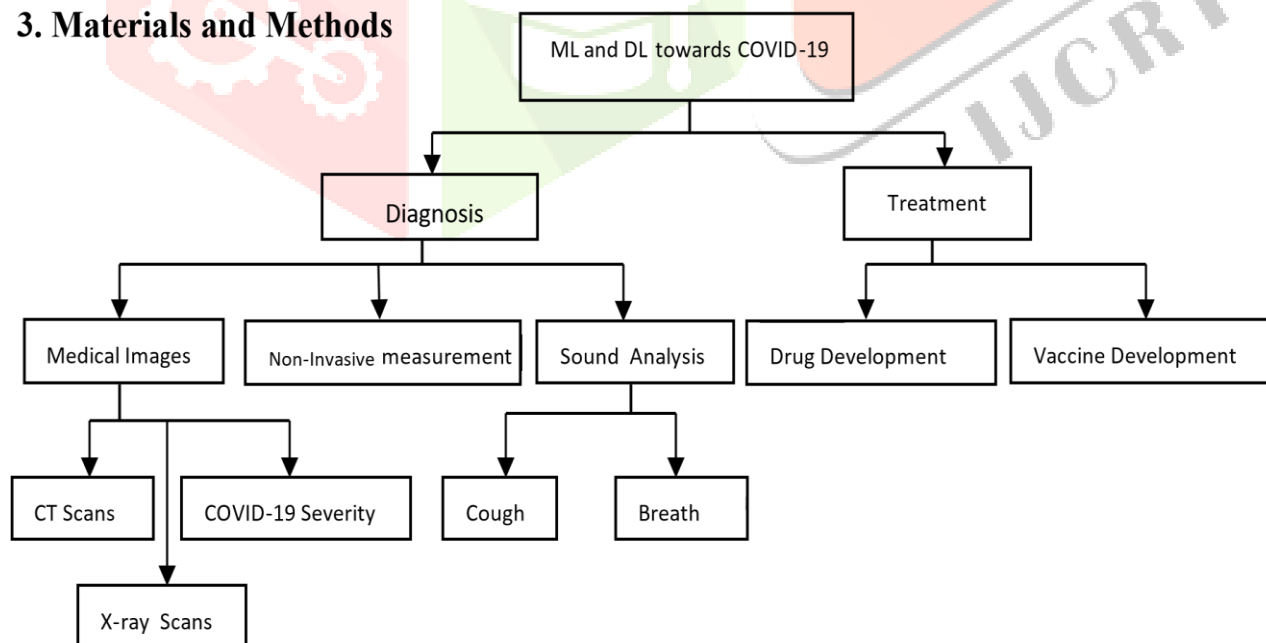 3. Materials and Methods
ML and DL towards COVID-19
IJCRT
Diagnosis
Treatment
Medical Images
Non-Invasive measurement
Sound Analysis
Drug Development
Vaccine Development
CT Scans
COVID-19 Severity
Cough
Breath
X-ray Scans